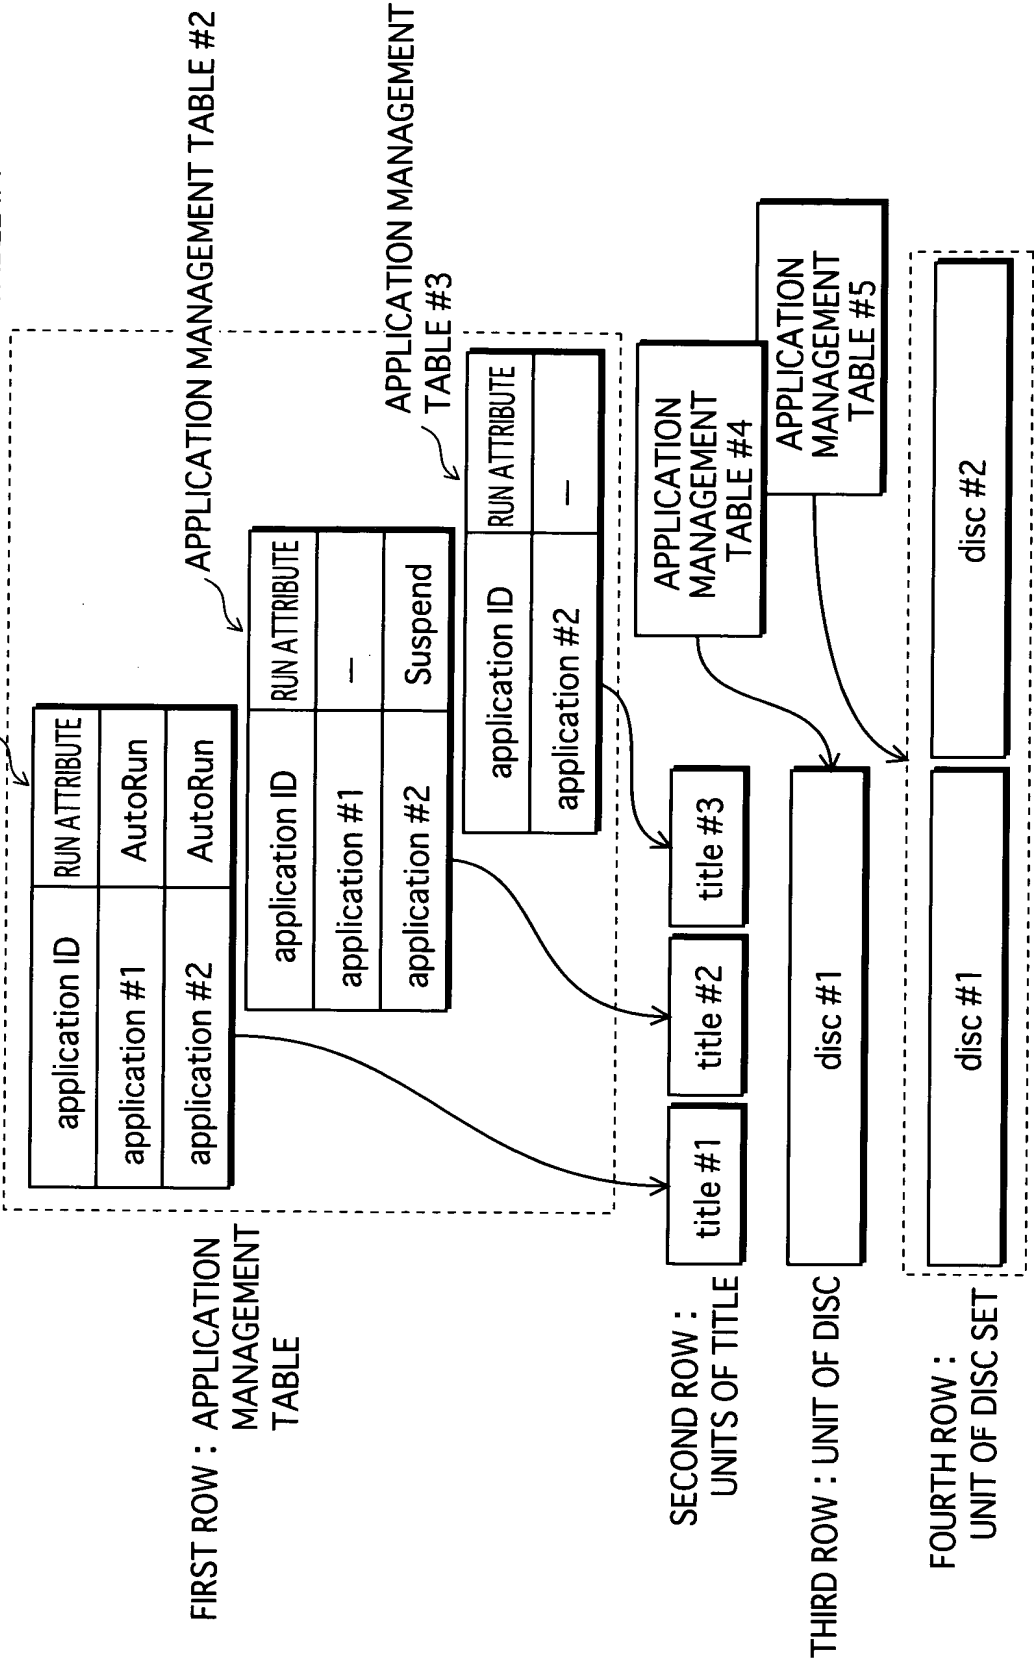 APPLICATION MANAGEMENT TABLE #2
APPLICATION MANAGEMENT
TABLE #3
FIRST ROW : APPLICATION
MANAGEMENT
TABLE
application ID RUN ATTRIBUTE
application #1 AutoRun
application #2 AutoRun
application ID RUN ATTRIBUTE
application #1 —
application #2 Suspend
application ID RUN ATTRIBUTE
application #2 —
SECOND ROW :
UNITS OF TITLE
title #1 title #2 title #3
APPLICATION
MANAGEMENT
TABLE #4
THIRD ROW : UNIT OF DISC
disc #1
APPLICATION
MANAGEMENT
TABLE #5
FOURTH ROW :
UNIT OF DISC SET
disc #1 disc #2